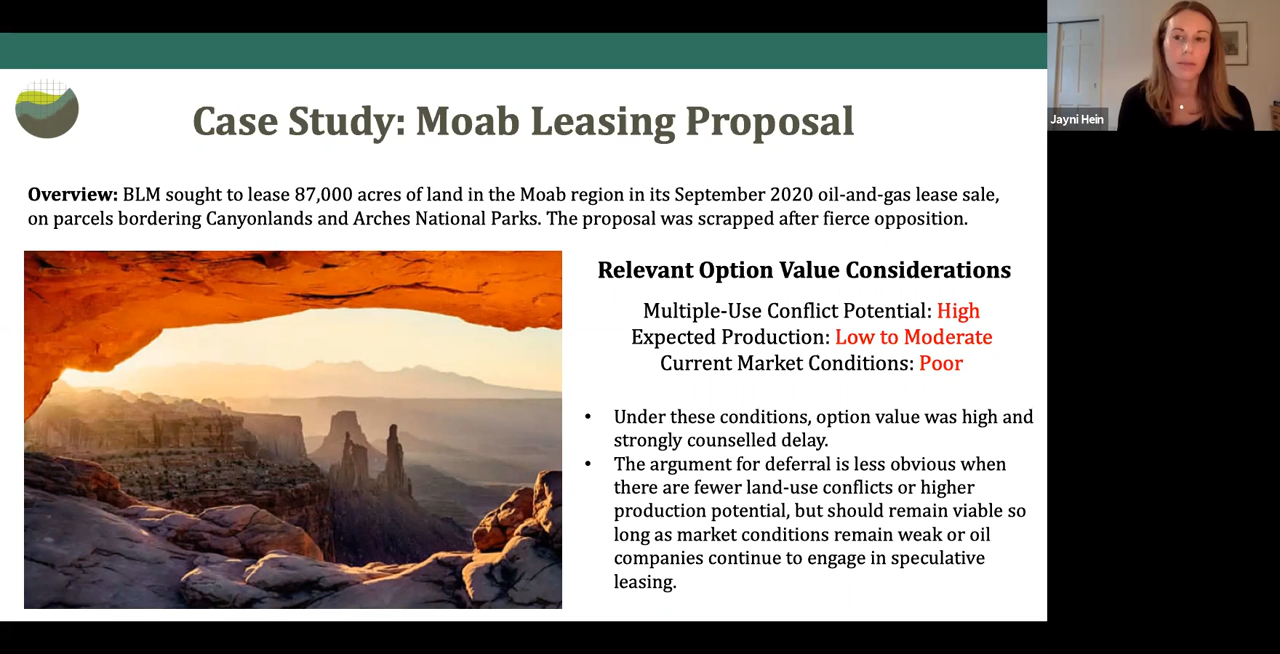 Case Study: Moab Leasing Proposal
Overview: BLM sought to lease 87,000 acres of land in the Moab region in its September 2020 oil-and-gas lease sale,
on parcels bordering Canyonlands and Arches National Parks. The proposal was scrapped after fierce opposition.
Relevant Option Value Considerations
Multiple-Use Conflict Potential: High
Expected Production: Low to Moderate
Current Market Conditions: Poor
• Under these conditions, option value was high and
strongly counselled delay.
• The argument for deferral is less obvious when
there are fewer land-use conflicts or higher
production potential, but should remain viable so
long as market conditions remain weak or oil
companies continue to engage in speculative
leasing.
Jayni Hein